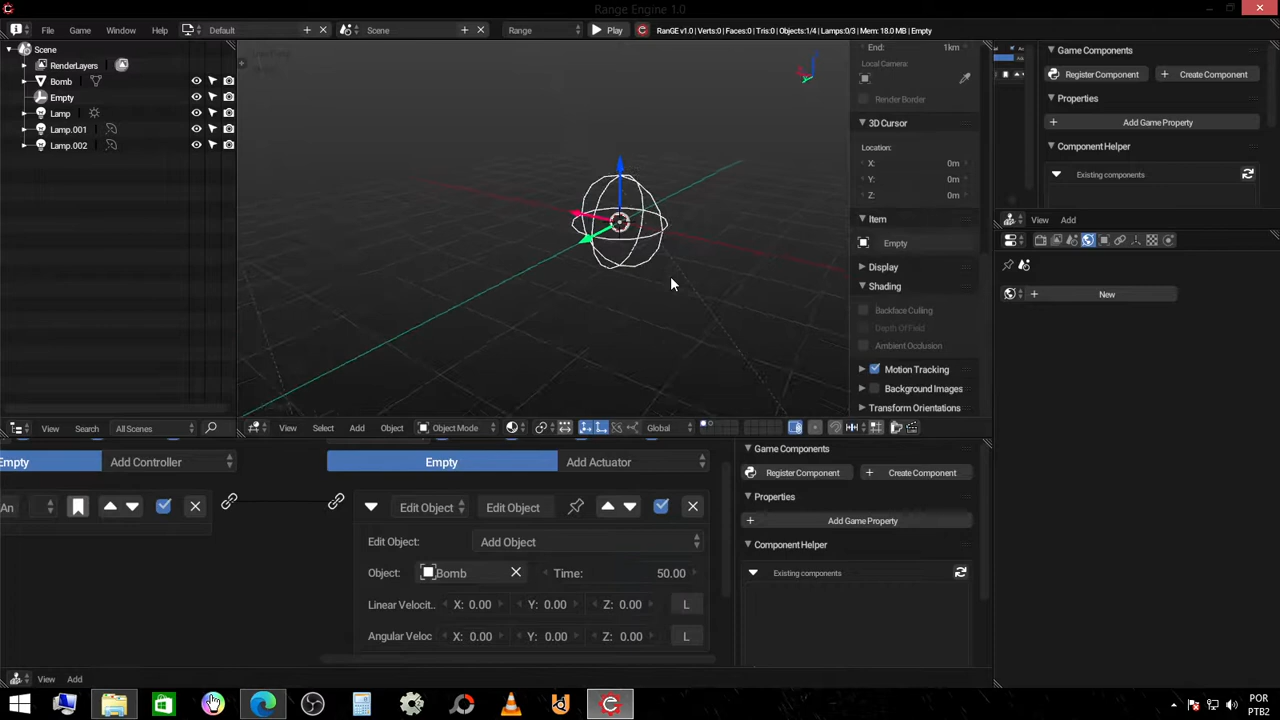 Range Engine 1.0
File
Game
Window
Help
Default
Scene
Range
Play
RanGE v1.0 | Verts:0 | Faces:0 | Tris:0 | Objects:1/4 | Lamps:0/3 | Mem: 18.0 MB | Empty
Scene
RenderLayers
Bomb
Empty
Lamp
Lamp.001
Lamp.002
View
Search
All Scenes
End: 1km
Local Camera:
Render Border
3D Cursor
Location:
X: 0m
Y: 0m
Z: 0m
Item
Empty
Display
Shading
Backface Culling
Depth Of Field
Ambient Occlusion
Motion Tracking
Background Images
Transform Orientations
View
Select
Add
Object
Object Mode
Global
Game Components
Register Component
Create Component
Properties
Add Game Property
Component Helper
Existing components
View
Add
New
Empty
Add Controller
Empty
Add Actuator
An
Edit Object
Edit Object
Edit Object:
Add Object
Object:
Bomb
Time: 50.00
Linear Velocit..
X: 0.00
Y: 0.00
Z: 0.00
L
Angular Veloc
X: 0.00
Y: 0.00
Z: 0.00
L
Game Components
Register Component
Create Component
Properties
Add Game Property
Component Helper
Existing components
View
Add
POR
PTB2